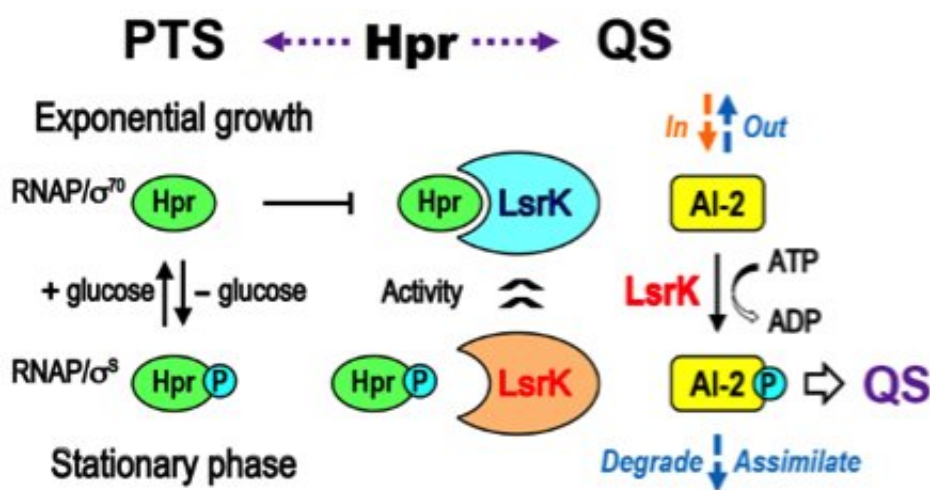 PTS Hpr QS
Exponential growth
In Out
RNAP/σ⁷⁰ Hpr Hpr LsrK AI-2
+ glucose − glucose Activity LsrK ATP
ADP
RNAP/σˢ Hpr P Hpr P LsrK AI-2 P QS
Stationary phase Degrade Assimilate